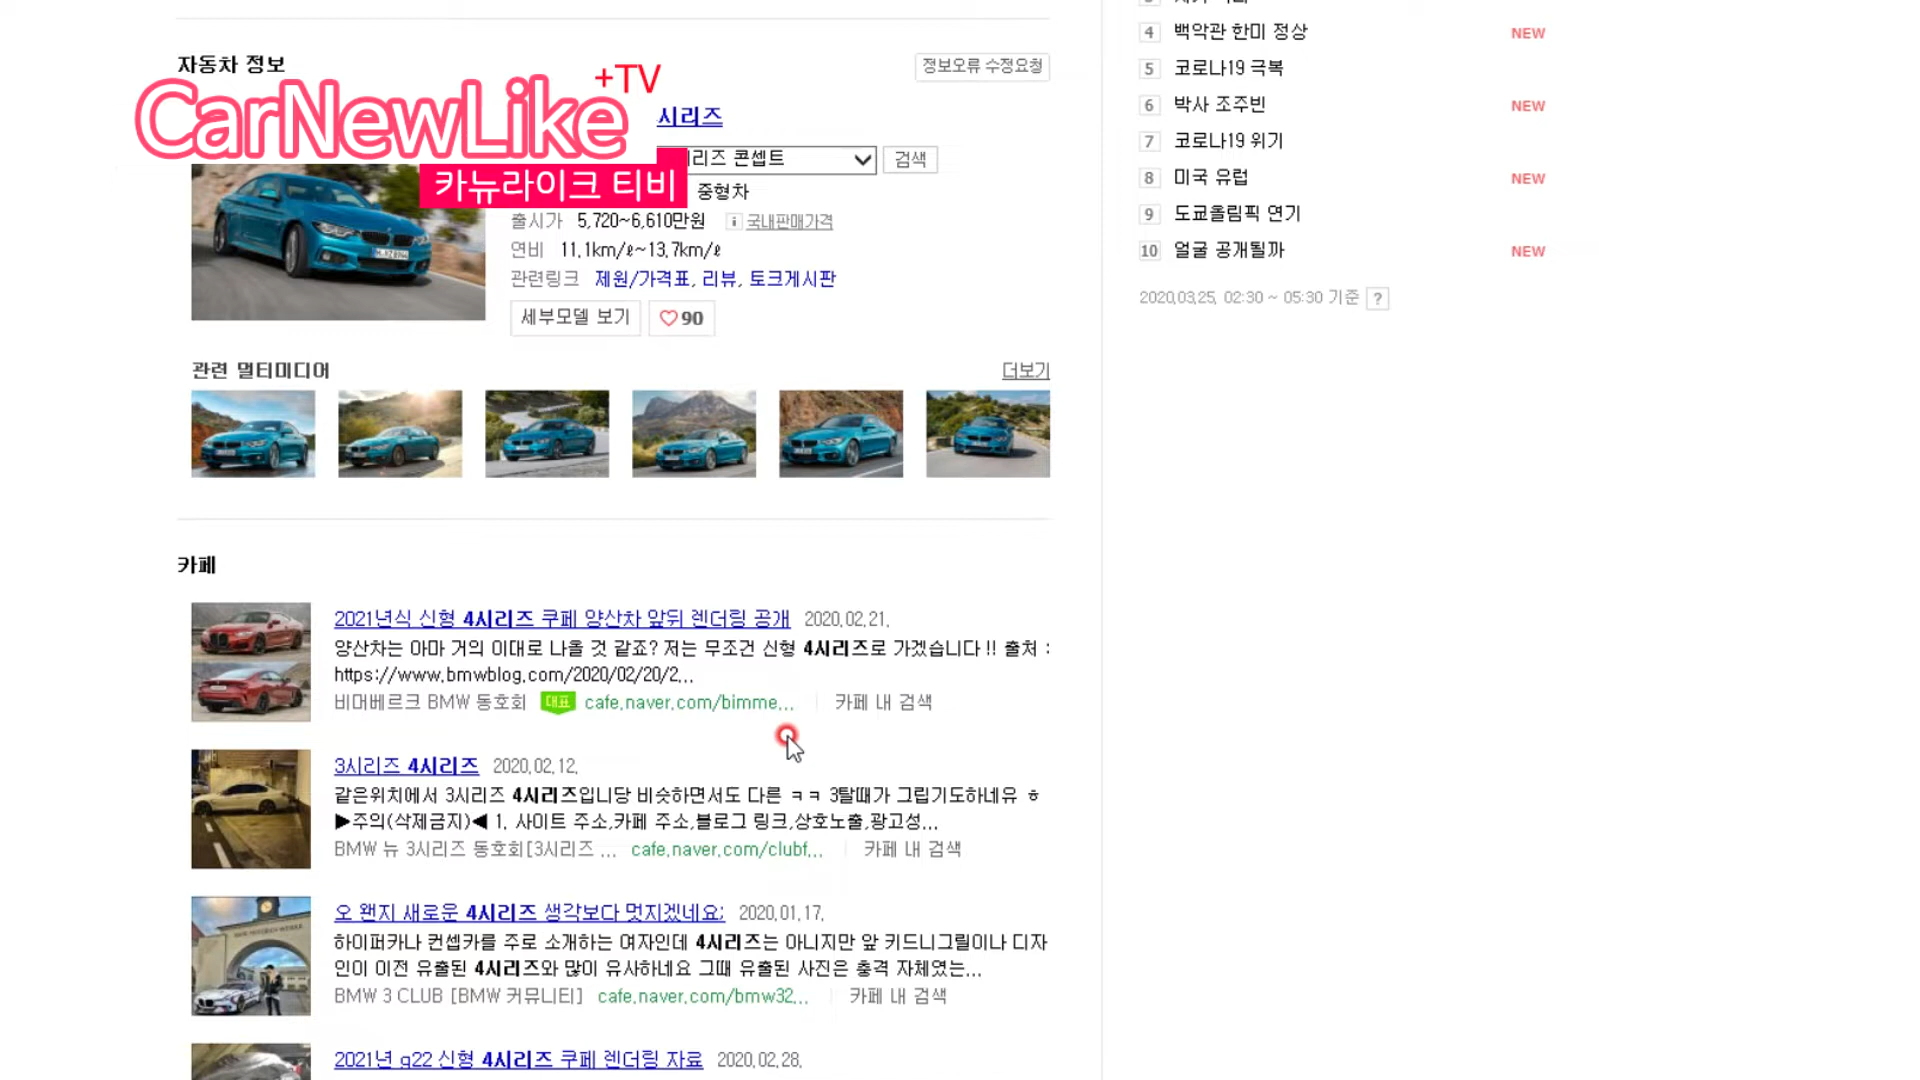 자동차 정보
정보오류 수정요청
CarNewLike +TV
카뉴라이크 티비
시리즈
리즈 콘셉트
검색
중형차
출시가 5,720~6,610만원 i 국내판매가격
연비 11.1km/ℓ~13.7km/ℓ
관련링크 제원/가격표, 리뷰, 토크게시판
세부모델 보기 ♡90
관련 멀티미디어
더보기
카페
2021년식 신형 4시리즈 쿠페 양산차 앞뒤 렌더링 공개 2020.02.21.
양산차는 아마 거의 이대로 나올 것 같죠? 저는 무조건 신형 4시리즈로 가겠습니다 !! 출처 :
https://www.bmwblog.com/2020/02/20/2...
비머베르크 BMW 동호회 대표 cafe.naver.com/bimme... 카페 내 검색
3시리즈 4시리즈 2020.02.12.
같은위치에서 3시리즈 4시리즈입니당 비슷하면서도 다른 ㅋㅋ 3탈때가 그립기도하네유 ㅎ
▶주의(삭제금지)◀ 1. 사이트 주소,카페 주소,블로그 링크,상호노출,광고성...
BMW 뉴 3시리즈 동호회[3시리즈 ... cafe.naver.com/clubf... 카페 내 검색
오 왠지 새로운 4시리즈 생각보다 멋지겠네요; 2020.01.17.
하이퍼카나 컨셉카를 주로 소개하는 여자인데 4시리즈는 아니지만 앞 키드니그릴이나 디자
인이 이전 유출된 4시리즈와 많이 유사하네요 그때 유출된 사진은 충격 자체였는...
BMW 3 CLUB [BMW 커뮤니티] cafe.naver.com/bmw32... 카페 내 검색
2021년 g22 신형 4시리즈 쿠페 렌더링 자료 2020.02.28.
4 백악관 한미 정상 NEW
5 코로나19 극복
6 박사 조주빈 NEW
7 코로나19 위기
8 미국 유럽 NEW
9 도쿄올림픽 연기
10 얼굴 공개될까 NEW
2020.03.25. 02:30 ~ 05:30 기준 ?